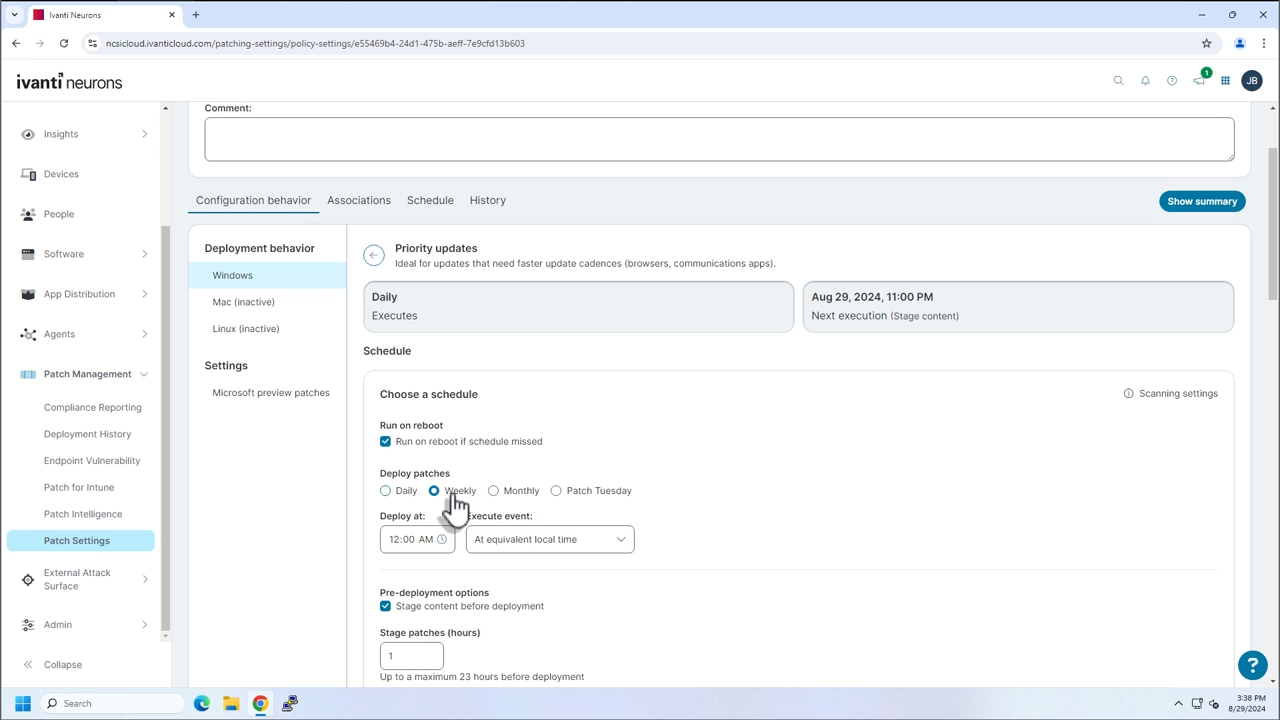 Ivanti Neurons
ncsicloud.ivanticloud.com/patching-settings/policy-settings/e55469b4-24d1-475b-aeff-7e9cfd13b603
ivanti neurons
1
JB
Insights
Devices
People
Software
App Distribution
Agents
Patch Management
Compliance Reporting
Deployment History
Endpoint Vulnerability
Patch for Intune
Patch Intelligence
Patch Settings
External Attack
Surface
Admin
Collapse
Comment:
Configuration behavior
Associations
Schedule
History
Show summary
Deployment behavior
Windows
Mac (inactive)
Linux (inactive)
Settings
Microsoft preview patches
Priority updates
Ideal for updates that need faster update cadences (browsers, communications apps).
Daily
Executes
Aug 29, 2024, 11:00 PM
Next execution (Stage content)
Schedule
Choose a schedule
Scanning settings
Run on reboot
Run on reboot if schedule missed
Deploy patches
Daily Weekly Monthly Patch Tuesday
Deploy at: Execute event:
12:00 AM At equivalent local time
Pre-deployment options
Stage content before deployment
Stage patches (hours)
1
Up to a maximum 23 hours before deployment
?
Search
3:38 PM
8/29/2024